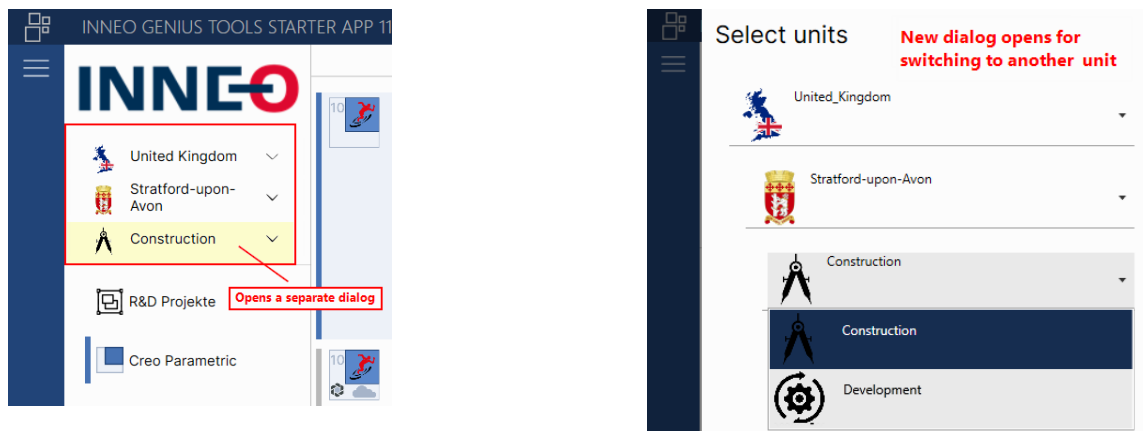 INNEO GENIUS TOOLS STARTER APP 11
INNEO
10
United Kingdom
Stratford-upon-
Avon
Construction
Opens a separate dialog
R&D Projekte
Creo Parametric
10
Select units
New dialog opens for
switching to another unit
United_Kingdom
Stratford-upon-Avon
Construction
Construction
Development